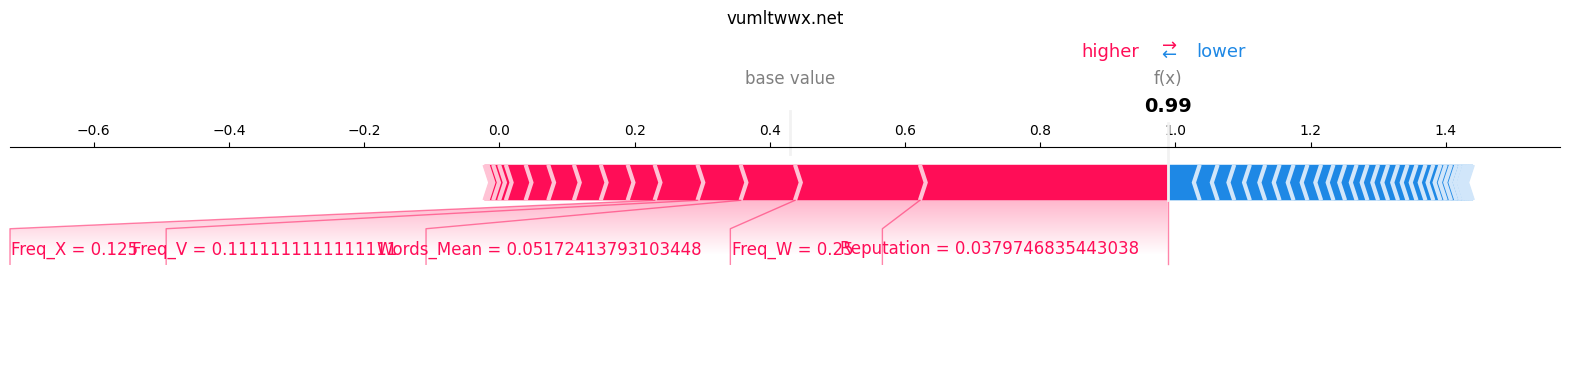 vumltwwx.net
higher → ← lower
base value f(x)
0.99
−0.6 −0.4 −0.2 0.0 0.2 0.4 0.6 0.8 1.0 1.2 1.4
Freq_X = 0.125 Freq_V = 0.1111111111111111 Words_Mean = 0.05172413793103448 Freq_W = 0.25 Reputation = 0.0379746835443038